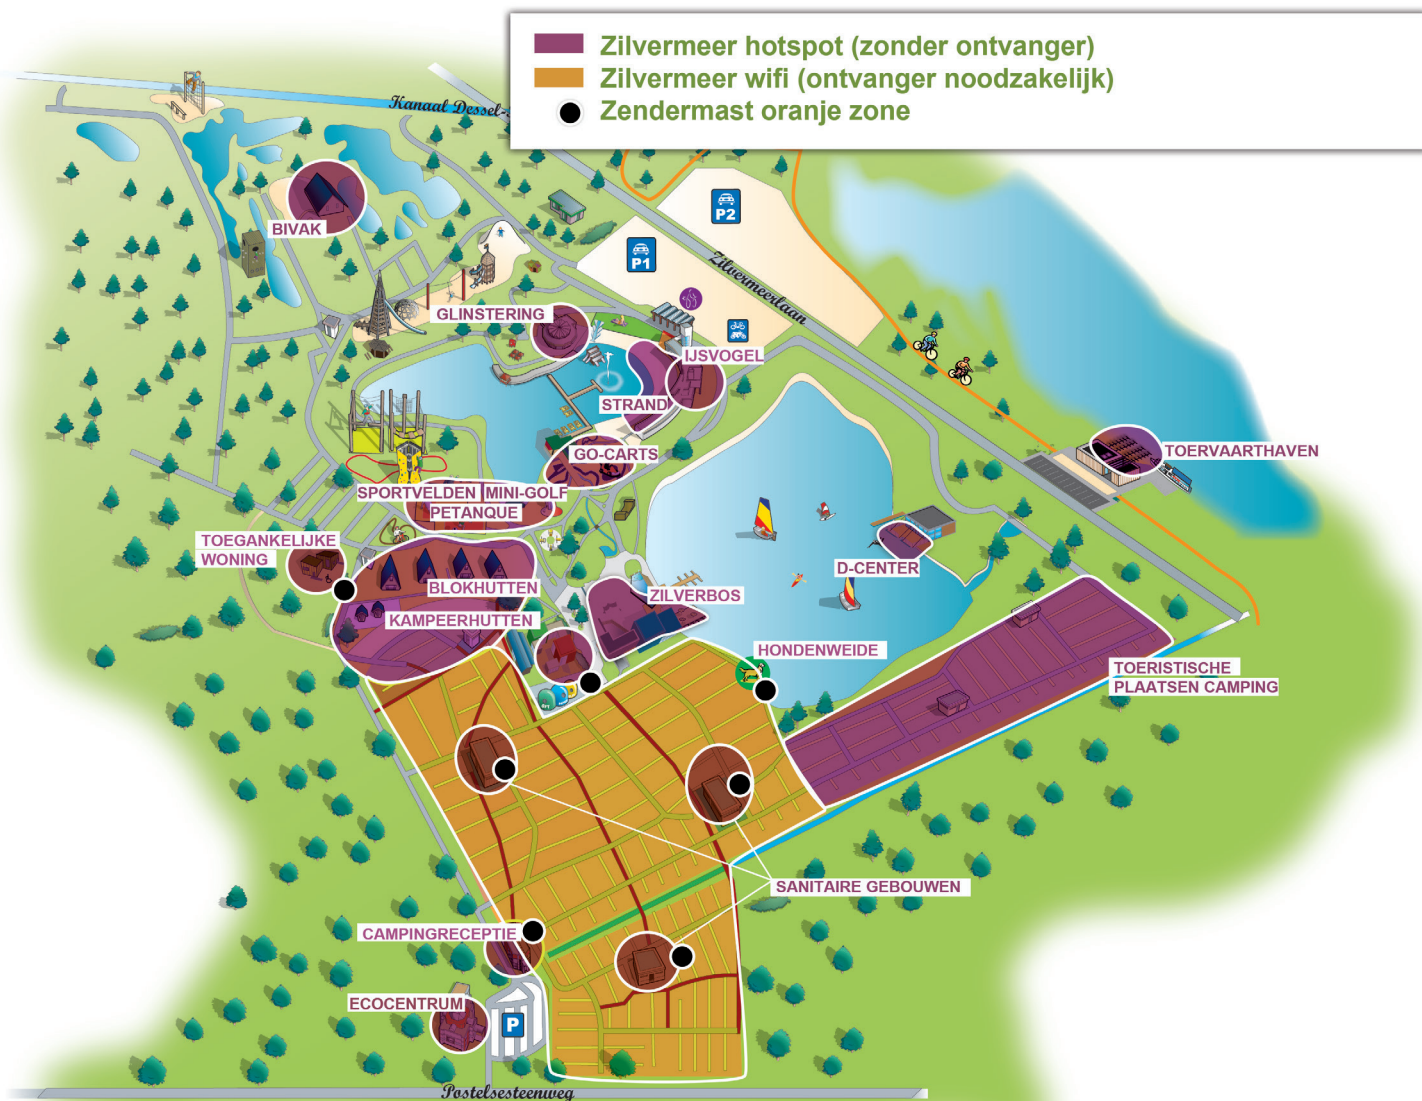 Zilvermeer hotspot (zonder ontvanger)
Zilvermeer wifi (ontvanger noodzakelijk)
Zendermast oranje zone
Kanaal Dessel-
BIVAK
P2
P1
Zilvermeerlaan
GLINSTERING
IJSVOGEL
STRAND
GO-CARTS
TOERVAARTHAVEN
SPORTVELDEN
MINI-GOLF
PETANQUE
TOEGANKELIJKE
WONING
D-CENTER
BLOKHUTTEN
ZILVERBOS
KAMPEERHUTTEN
HONDENWEIDE
TOERISTISCHE
PLAATSEN CAMPING
SANITAIRE GEBOUWEN
CAMPINGRECEPTIE
ECOCENTRUM
P
Postelsesteenweg